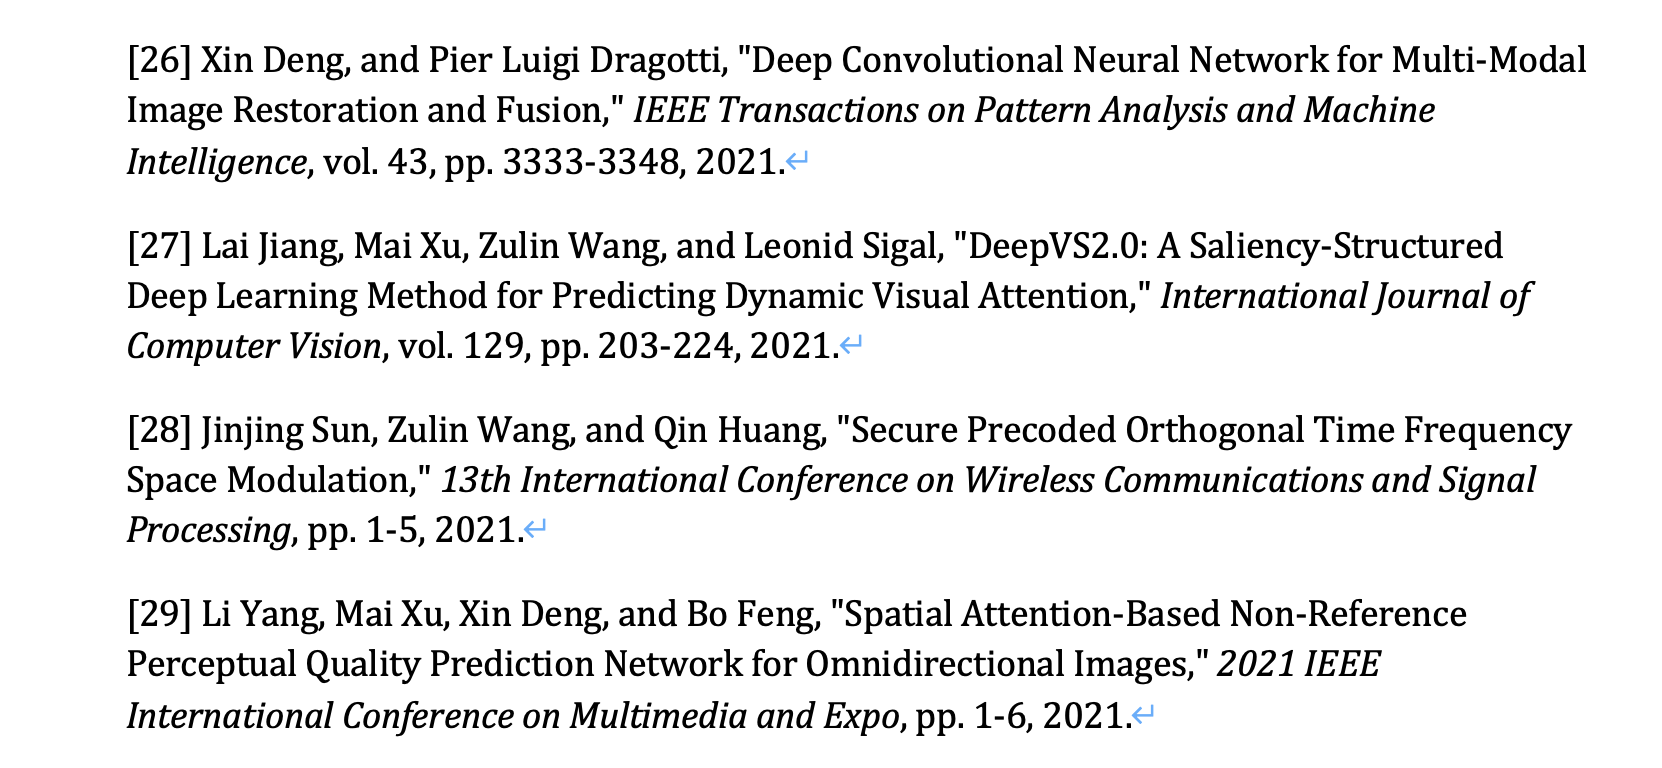 [26] Xin Deng, and Pier Luigi Dragotti, "Deep Convolutional Neural Network for Multi-Modal
Image Restoration and Fusion," IEEE Transactions on Pattern Analysis and Machine
Intelligence, vol. 43, pp. 3333-3348, 2021.↵
[27] Lai Jiang, Mai Xu, Zulin Wang, and Leonid Sigal, "DeepVS2.0: A Saliency-Structured
Deep Learning Method for Predicting Dynamic Visual Attention," International Journal of
Computer Vision, vol. 129, pp. 203-224, 2021.↵
[28] Jinjing Sun, Zulin Wang, and Qin Huang, "Secure Precoded Orthogonal Time Frequency
Space Modulation," 13th International Conference on Wireless Communications and Signal
Processing, pp. 1-5, 2021.↵
[29] Li Yang, Mai Xu, Xin Deng, and Bo Feng, "Spatial Attention-Based Non-Reference
Perceptual Quality Prediction Network for Omnidirectional Images," 2021 IEEE
International Conference on Multimedia and Expo, pp. 1-6, 2021.↵